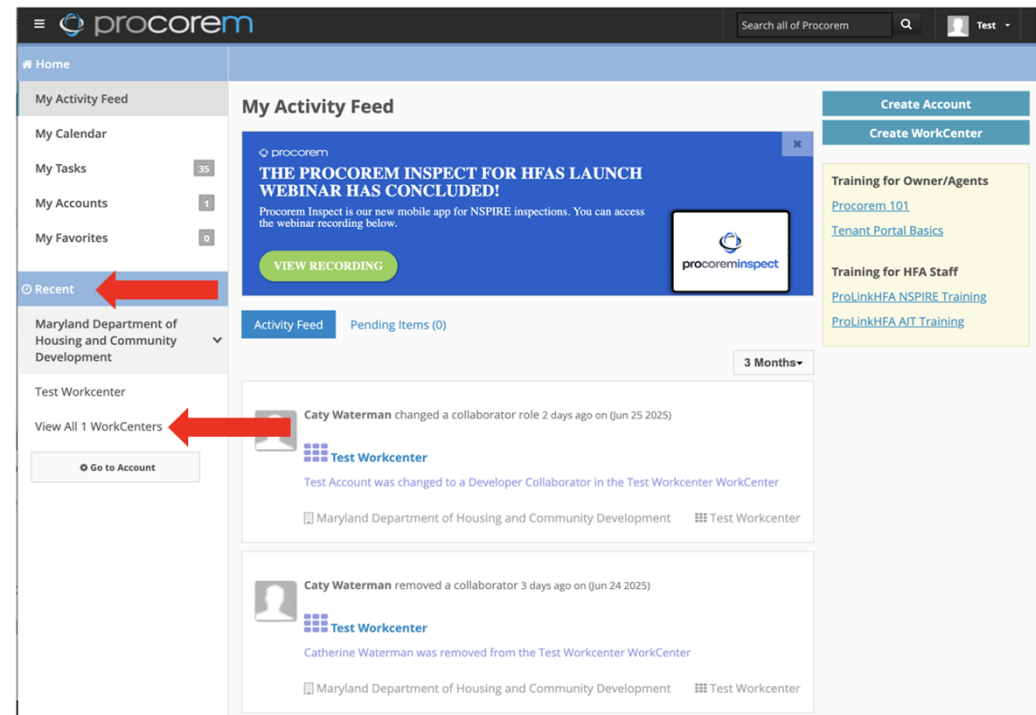 procorem
Search all of Procorem
Test
Home
My Activity Feed
My Calendar
My Tasks 35
My Accounts 1
My Favorites 0
Recent
Maryland Department of
Housing and Community
Development
Test Workcenter
View All 1 WorkCenters
Go to Account
My Activity Feed
procorem
THE PROCOREM INSPECT FOR HFAS LAUNCH
WEBINAR HAS CONCLUDED!
Procorem Inspect is our new mobile app for NSPIRE inspections. You can access
the webinar recording below.
VIEW RECORDING
procoreminspect
Activity Feed Pending Items (0)
3 Months
Caty Waterman changed a collaborator role 2 days ago on (Jun 25 2025)
Test Workcenter
Test Account was changed to a Developer Collaborator in the Test Workcenter WorkCenter
Maryland Department of Housing and Community Development Test Workcenter
Caty Waterman removed a collaborator 3 days ago on (Jun 24 2025)
Test Workcenter
Catherine Waterman was removed from the Test Workcenter WorkCenter
Maryland Department of Housing and Community Development Test Workcenter
Create Account
Create WorkCenter
Training for Owner/Agents
Procorem 101
Tenant Portal Basics
Training for HFA Staff
ProLinkHFA NSPIRE Training
ProLinkHFA AIT Training